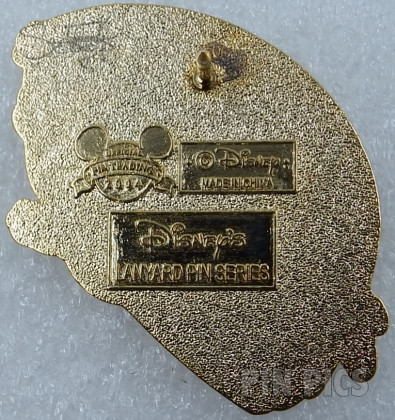 OFFICIAL
PIN TRADING
2004
© Disney
MADE IN CHINA
Disney's
LANYARD PIN SERIES
PIN PICS